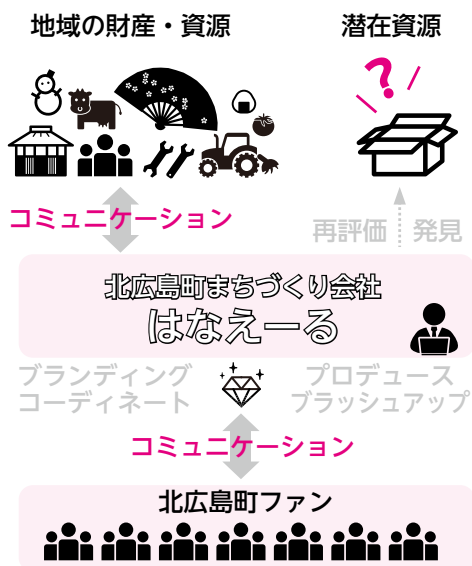 地域の財産・資源
潜在資源
?
コミュニケーション
再評価
発見
北広島町まちづくり会社
はなえーる
ブランディング
コーディネート
プロデュース
ブラッシュアップ
コミュニケーション
北広島町ファン